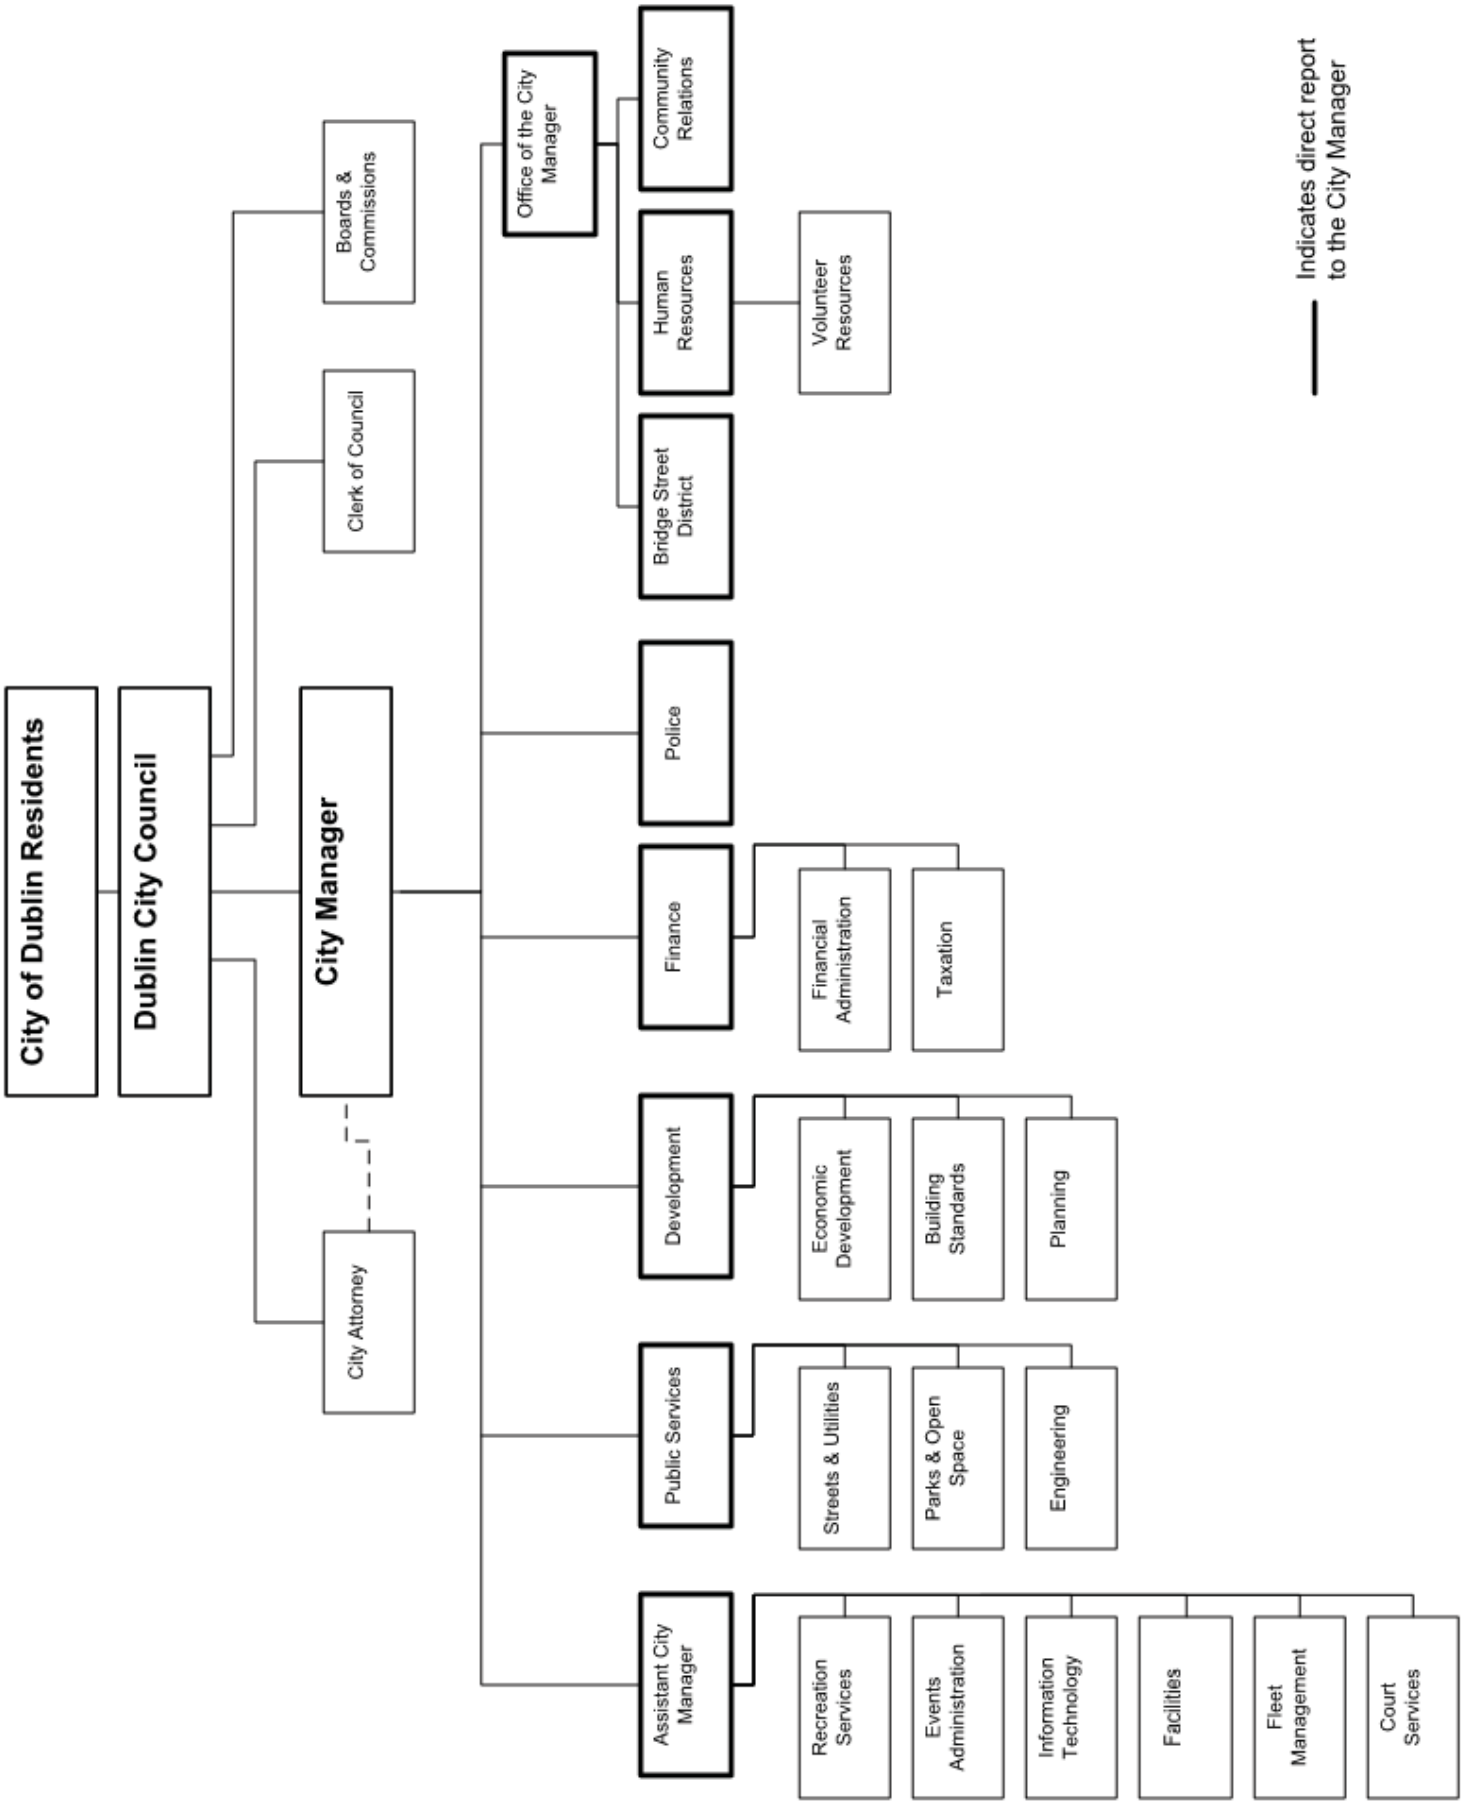 City of Dublin Residents
Dublin City Council
City Attorney
City Manager
Clerk of Council
Boards &
Commissions
Office of the City
Manager
Assistant City
Manager
Public Services
Development
Finance
Police
Bridge Street
District
Human
Resources
Community
Relations
Recreation
Services
Events
Administration
Information
Technology
Facilities
Fleet
Management
Court
Services
Streets & Utilities
Parks & Open
Space
Engineering
Economic
Development
Building
Standards
Planning
Financial
Administration
Taxation
Volunteer
Resources
Indicates direct report
to the City Manager